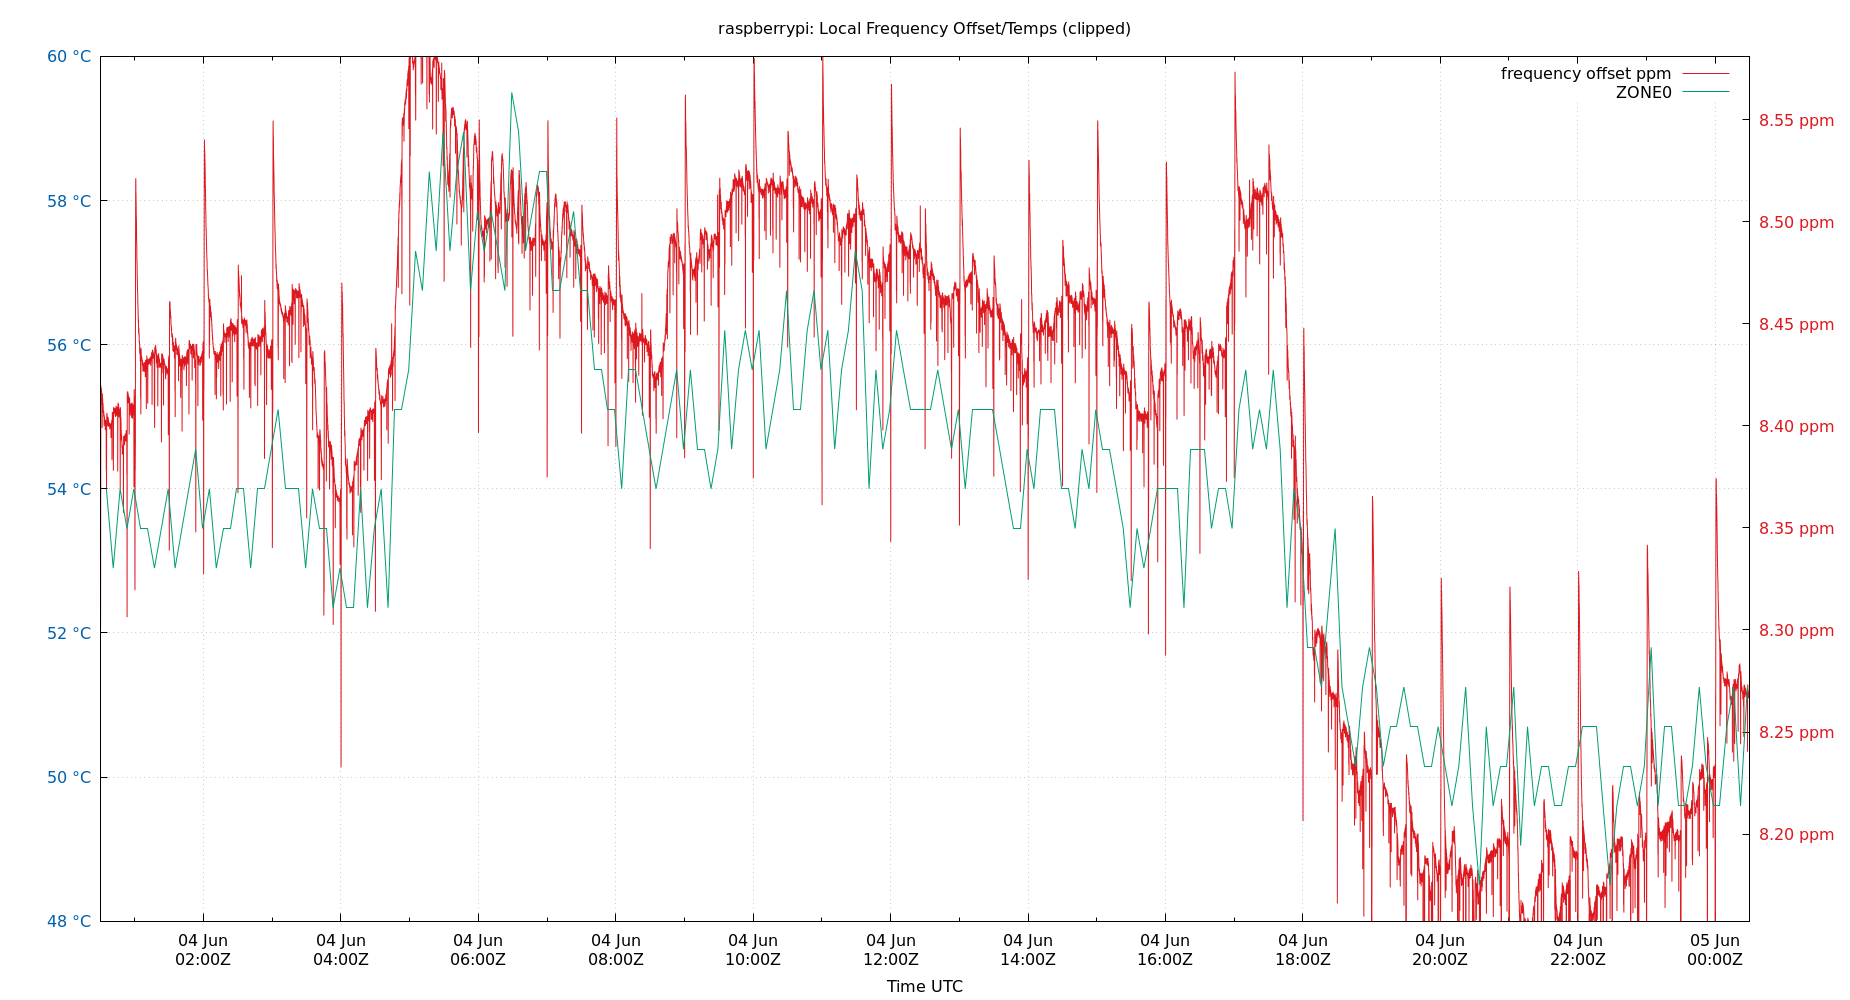 raspberrypi: Local Frequency Offset/Temps (clipped)
frequency offset ppm
ZONE0
60 °C
58 °C
56 °C
54 °C
52 °C
50 °C
48 °C
8.55 ppm
8.50 ppm
8.45 ppm
8.40 ppm
8.35 ppm
8.30 ppm
8.25 ppm
8.20 ppm
04 Jun 04 Jun 04 Jun 04 Jun 04 Jun 04 Jun 04 Jun 04 Jun 04 Jun 04 Jun 04 Jun 05 Jun
02:00Z 04:00Z 06:00Z 08:00Z 10:00Z 12:00Z 14:00Z 16:00Z 18:00Z 20:00Z 22:00Z 00:00Z
Time UTC